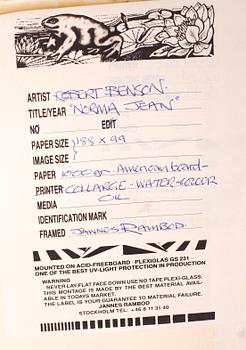 ARTIST ROBERT BENSON
TITLE/YEAR "NORMA JEAN"
NO EDIT
PAPER SIZE 188 x 99
IMAGE SIZE
PAPER 1000 gr. American board-
PRINTER COLLARGE - WATER-COLOUR
MEDIA OIL
IDENTIFICATION MARK
FRAMED JANNES RAMBOD.
MOUNTED ON ACID-FREEBOARD - PLEXIGLAS GS 231 -
ONE OF THE BEST UV-LIGHT PROTECTION IN PRODUCTION
WARNING
NEVER LAY FLAT FACE DOWN USE NO TAPE PLEXI-GLASS.
THIS MONTAGE IS MADE BY THE BEST MATERIAL AVAIL-
ABLE IN TODAYS MARKET.
THE LABEL IS YOUR GUARANTEE TO MATERIAL FAILURE.
JANNES RAMBOD
STOCKHOLM TEL: +46 8 11 31 40